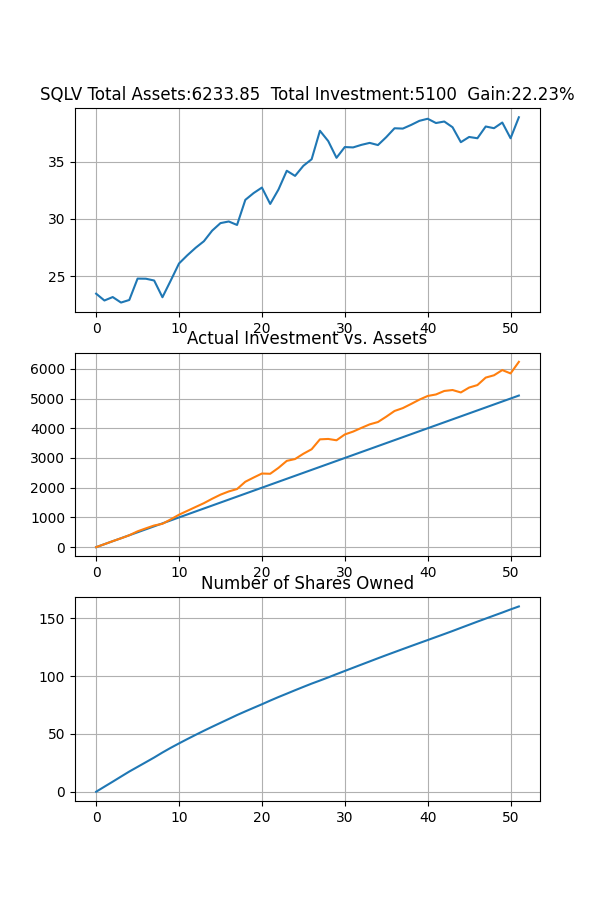 SQLV Total Assets:6233.85  Total Investment:5100  Gain:22.23%
35
30
25
0 10 20 30 40 50
Actual Investment vs. Assets
6000
5000
4000
3000
2000
1000
0
0 10 20 30 40 50
Number of Shares Owned
150
100
50
0
0 10 20 30 40 50